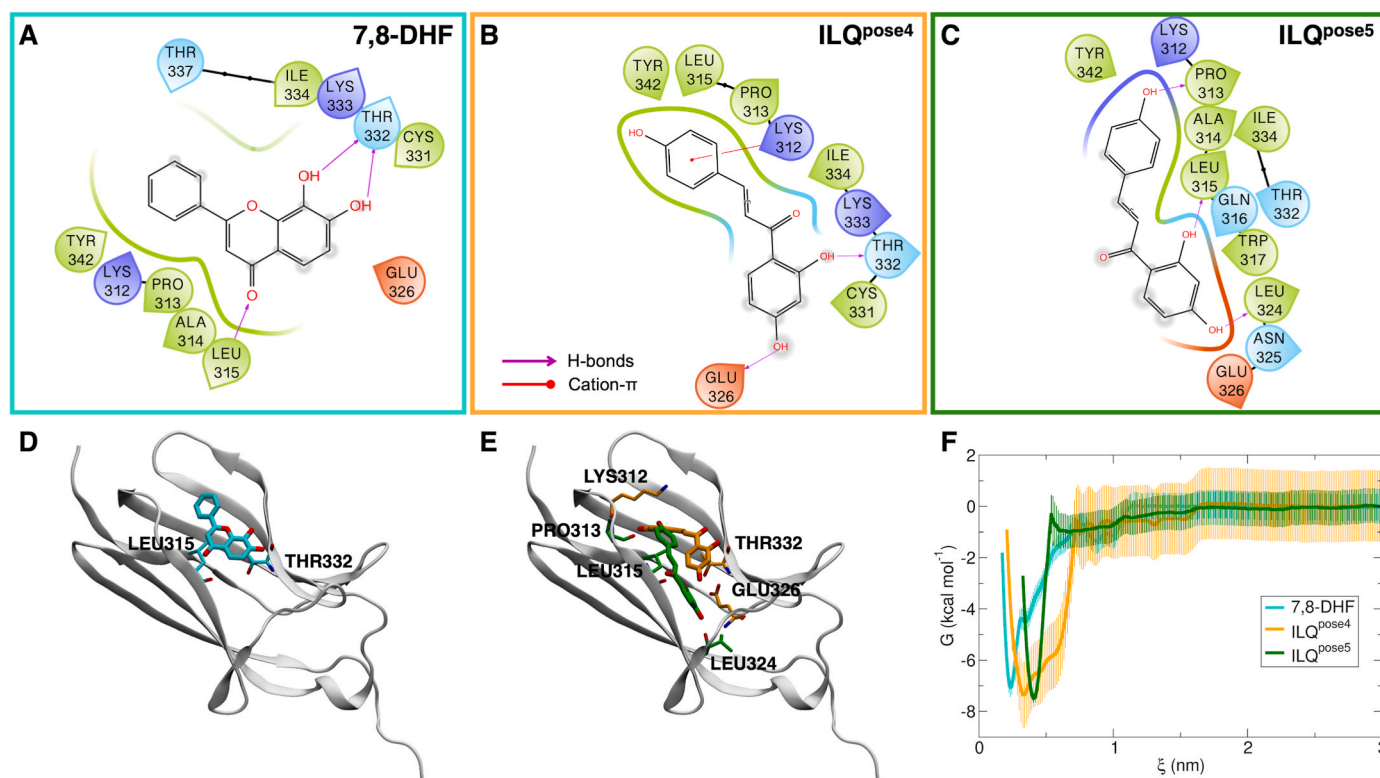 A
7,8-DHF
THR
337
ILE
334
LYS
333
THR
332
CYS
331
OH
OH
O
O
TYR
342
LYS
312
PRO
313
ALA
314
LEU
315
GLU
326
B
ILQpose4
TYR
342
LEU
315
PRO
313
LYS
312
HO
ILE
334
LYS
333
THR
332
CYS
331
O
OH
OH
GLU
326
H-bonds
Cation-π
C
ILQpose5
TYR
342
LYS
312
PRO
313
ALA
314
ILE
334
LEU
315
GLN
316
THR
332
TRP
317
LEU
324
ASN
325
GLU
326
OH
OH
O
HO
D
LEU315
THR332
E
LYS312
PRO313
THR332
LEU315
GLU326
LEU324
F
G (kcal mol-1)
0
-2
-4
-6
-8
7,8-DHF
ILQpose4
ILQpose5
0 1 2 3
ξ (nm)